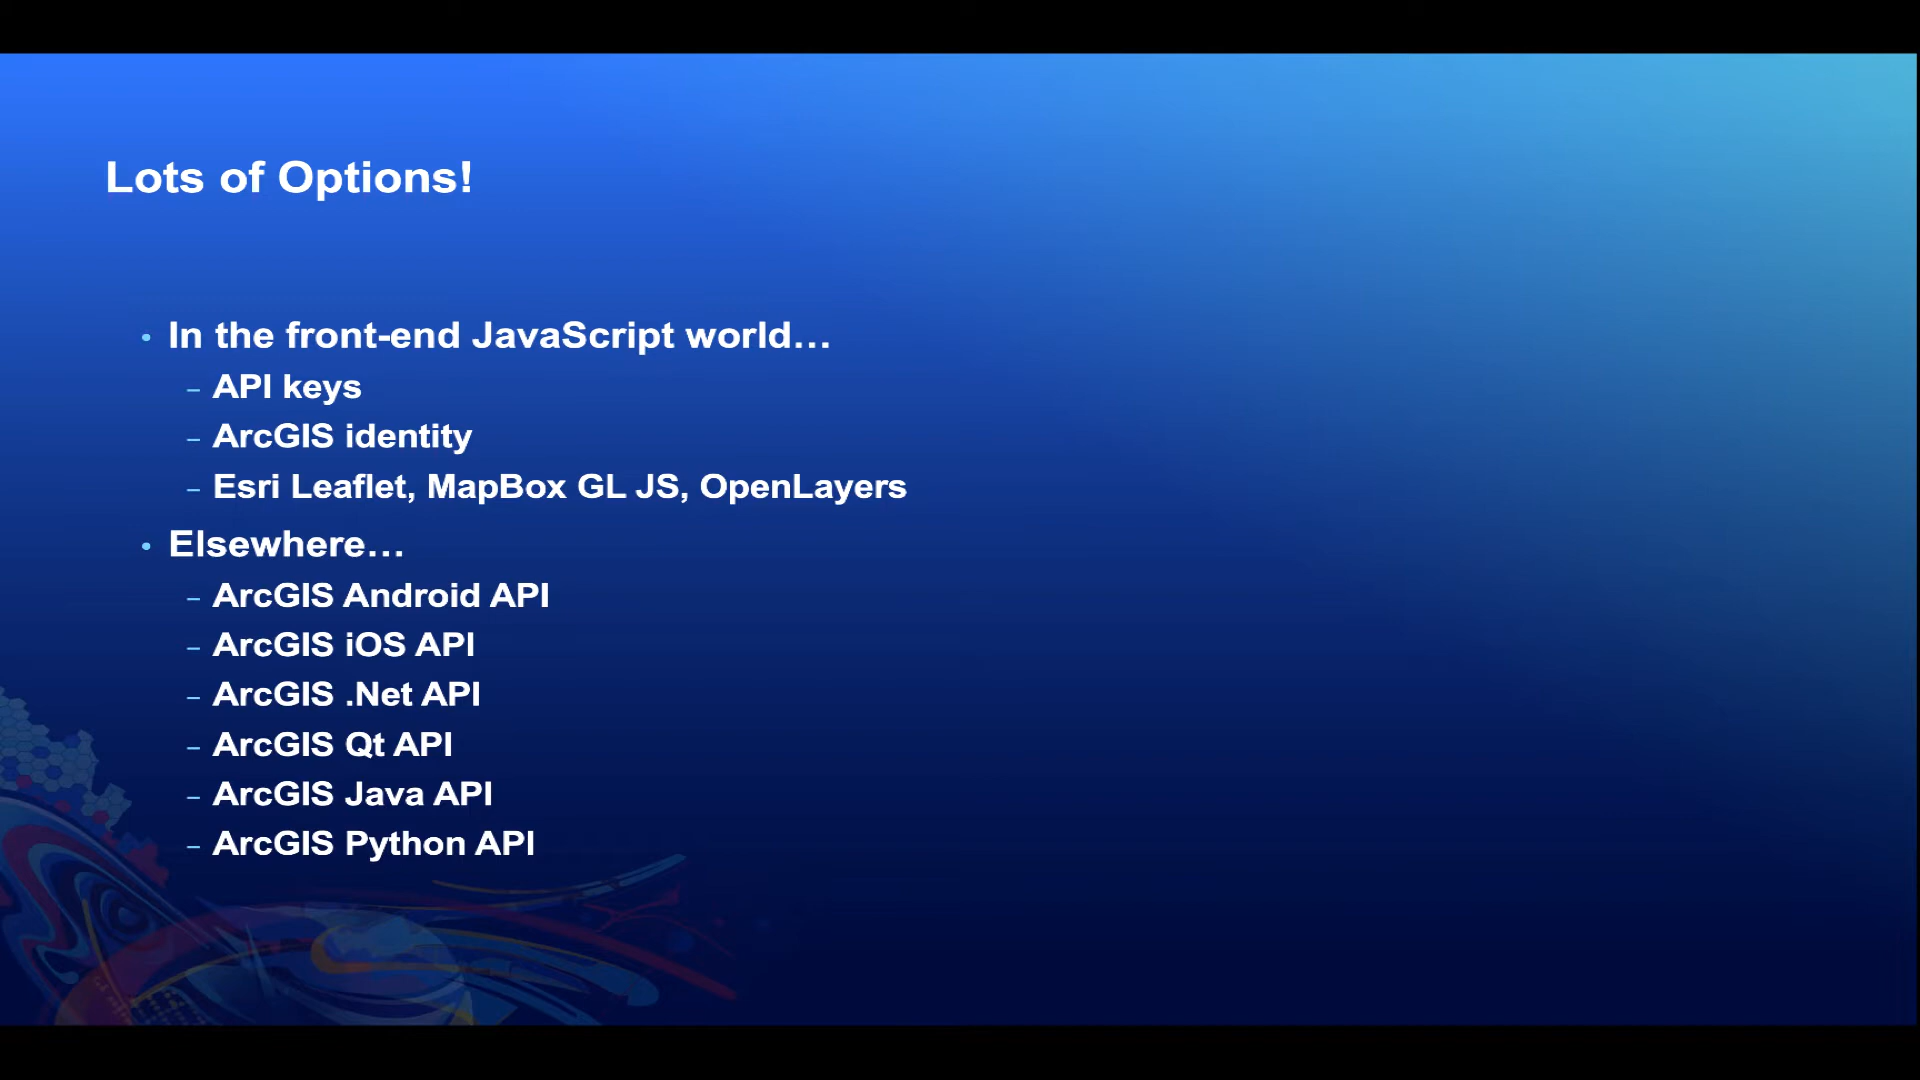 Lots of Options!
• In the front-end JavaScript world…
– API keys
– ArcGIS identity
– Esri Leaflet, MapBox GL JS, OpenLayers
• Elsewhere…
– ArcGIS Android API
– ArcGIS iOS API
– ArcGIS .Net API
– ArcGIS Qt API
– ArcGIS Java API
– ArcGIS Python API